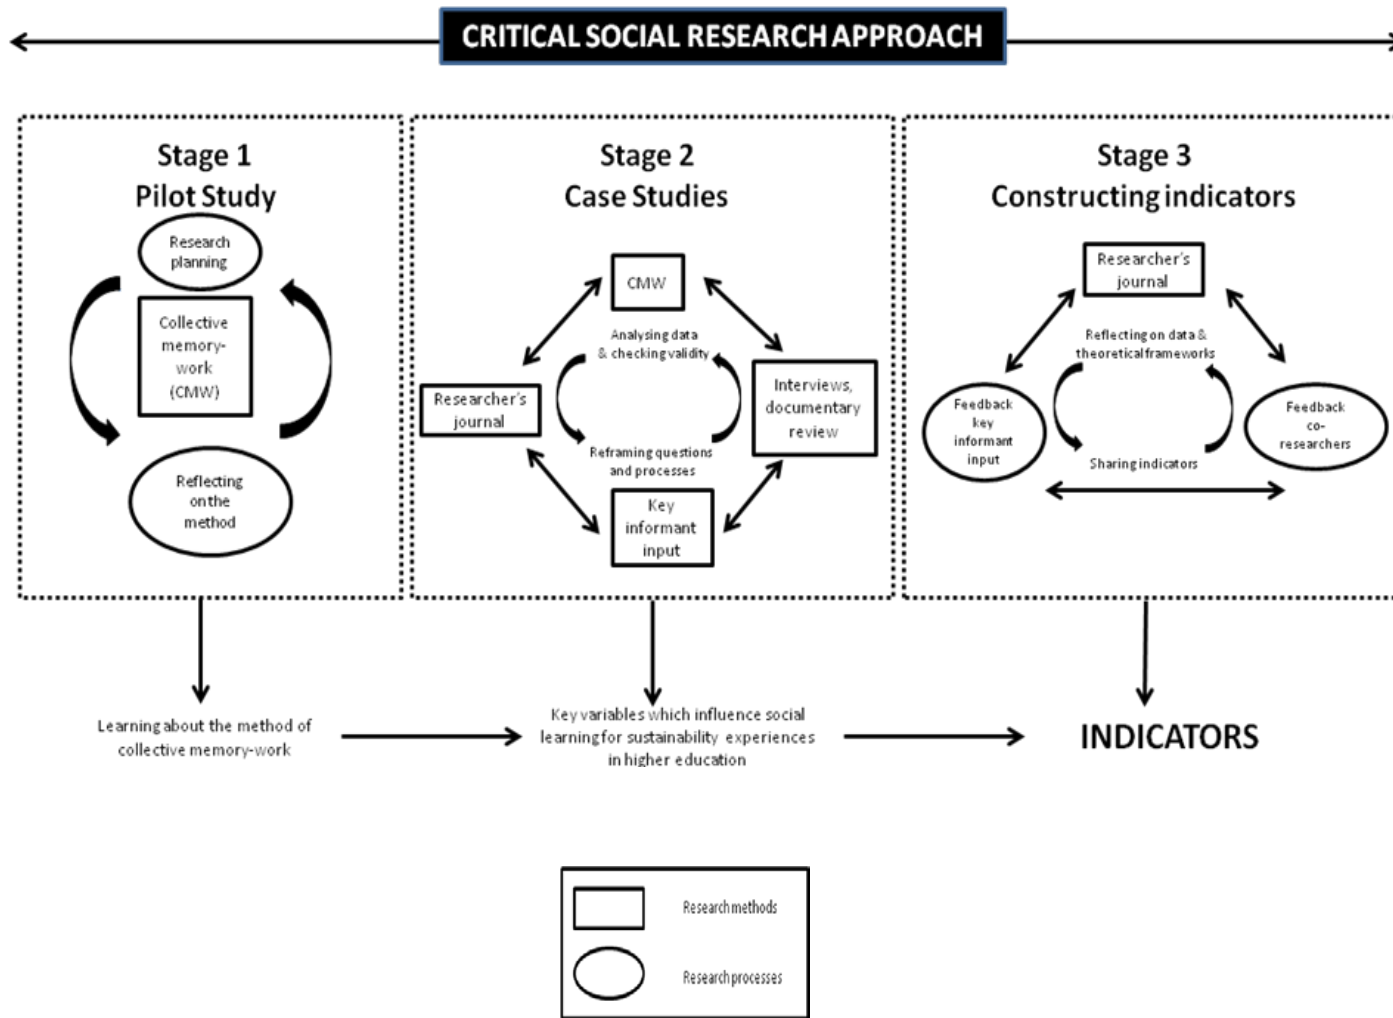 CRITICAL SOCIAL RESEARCH APPROACH
Stage 1
Pilot Study
Research
planning
Collective
memory-
work
(CMW)
Reflecting
on the
method
Stage 2
Case Studies
CMW
Analysing data
& checking validity
Researcher's
journal
Interviews,
documentary
review
Reframing questions
and processes
Key
informant
input
Stage 3
Constructing indicators
Researcher's
journal
Reflecting on data &
theoretical frameworks
Feedback
key
informant
input
Feedback
co-
researchers
Sharing indicators
Learning about the method of
collective memory-work
Key variables which influence social
learning for sustainability experiences
in higher education
INDICATORS
Research methods
Research processes